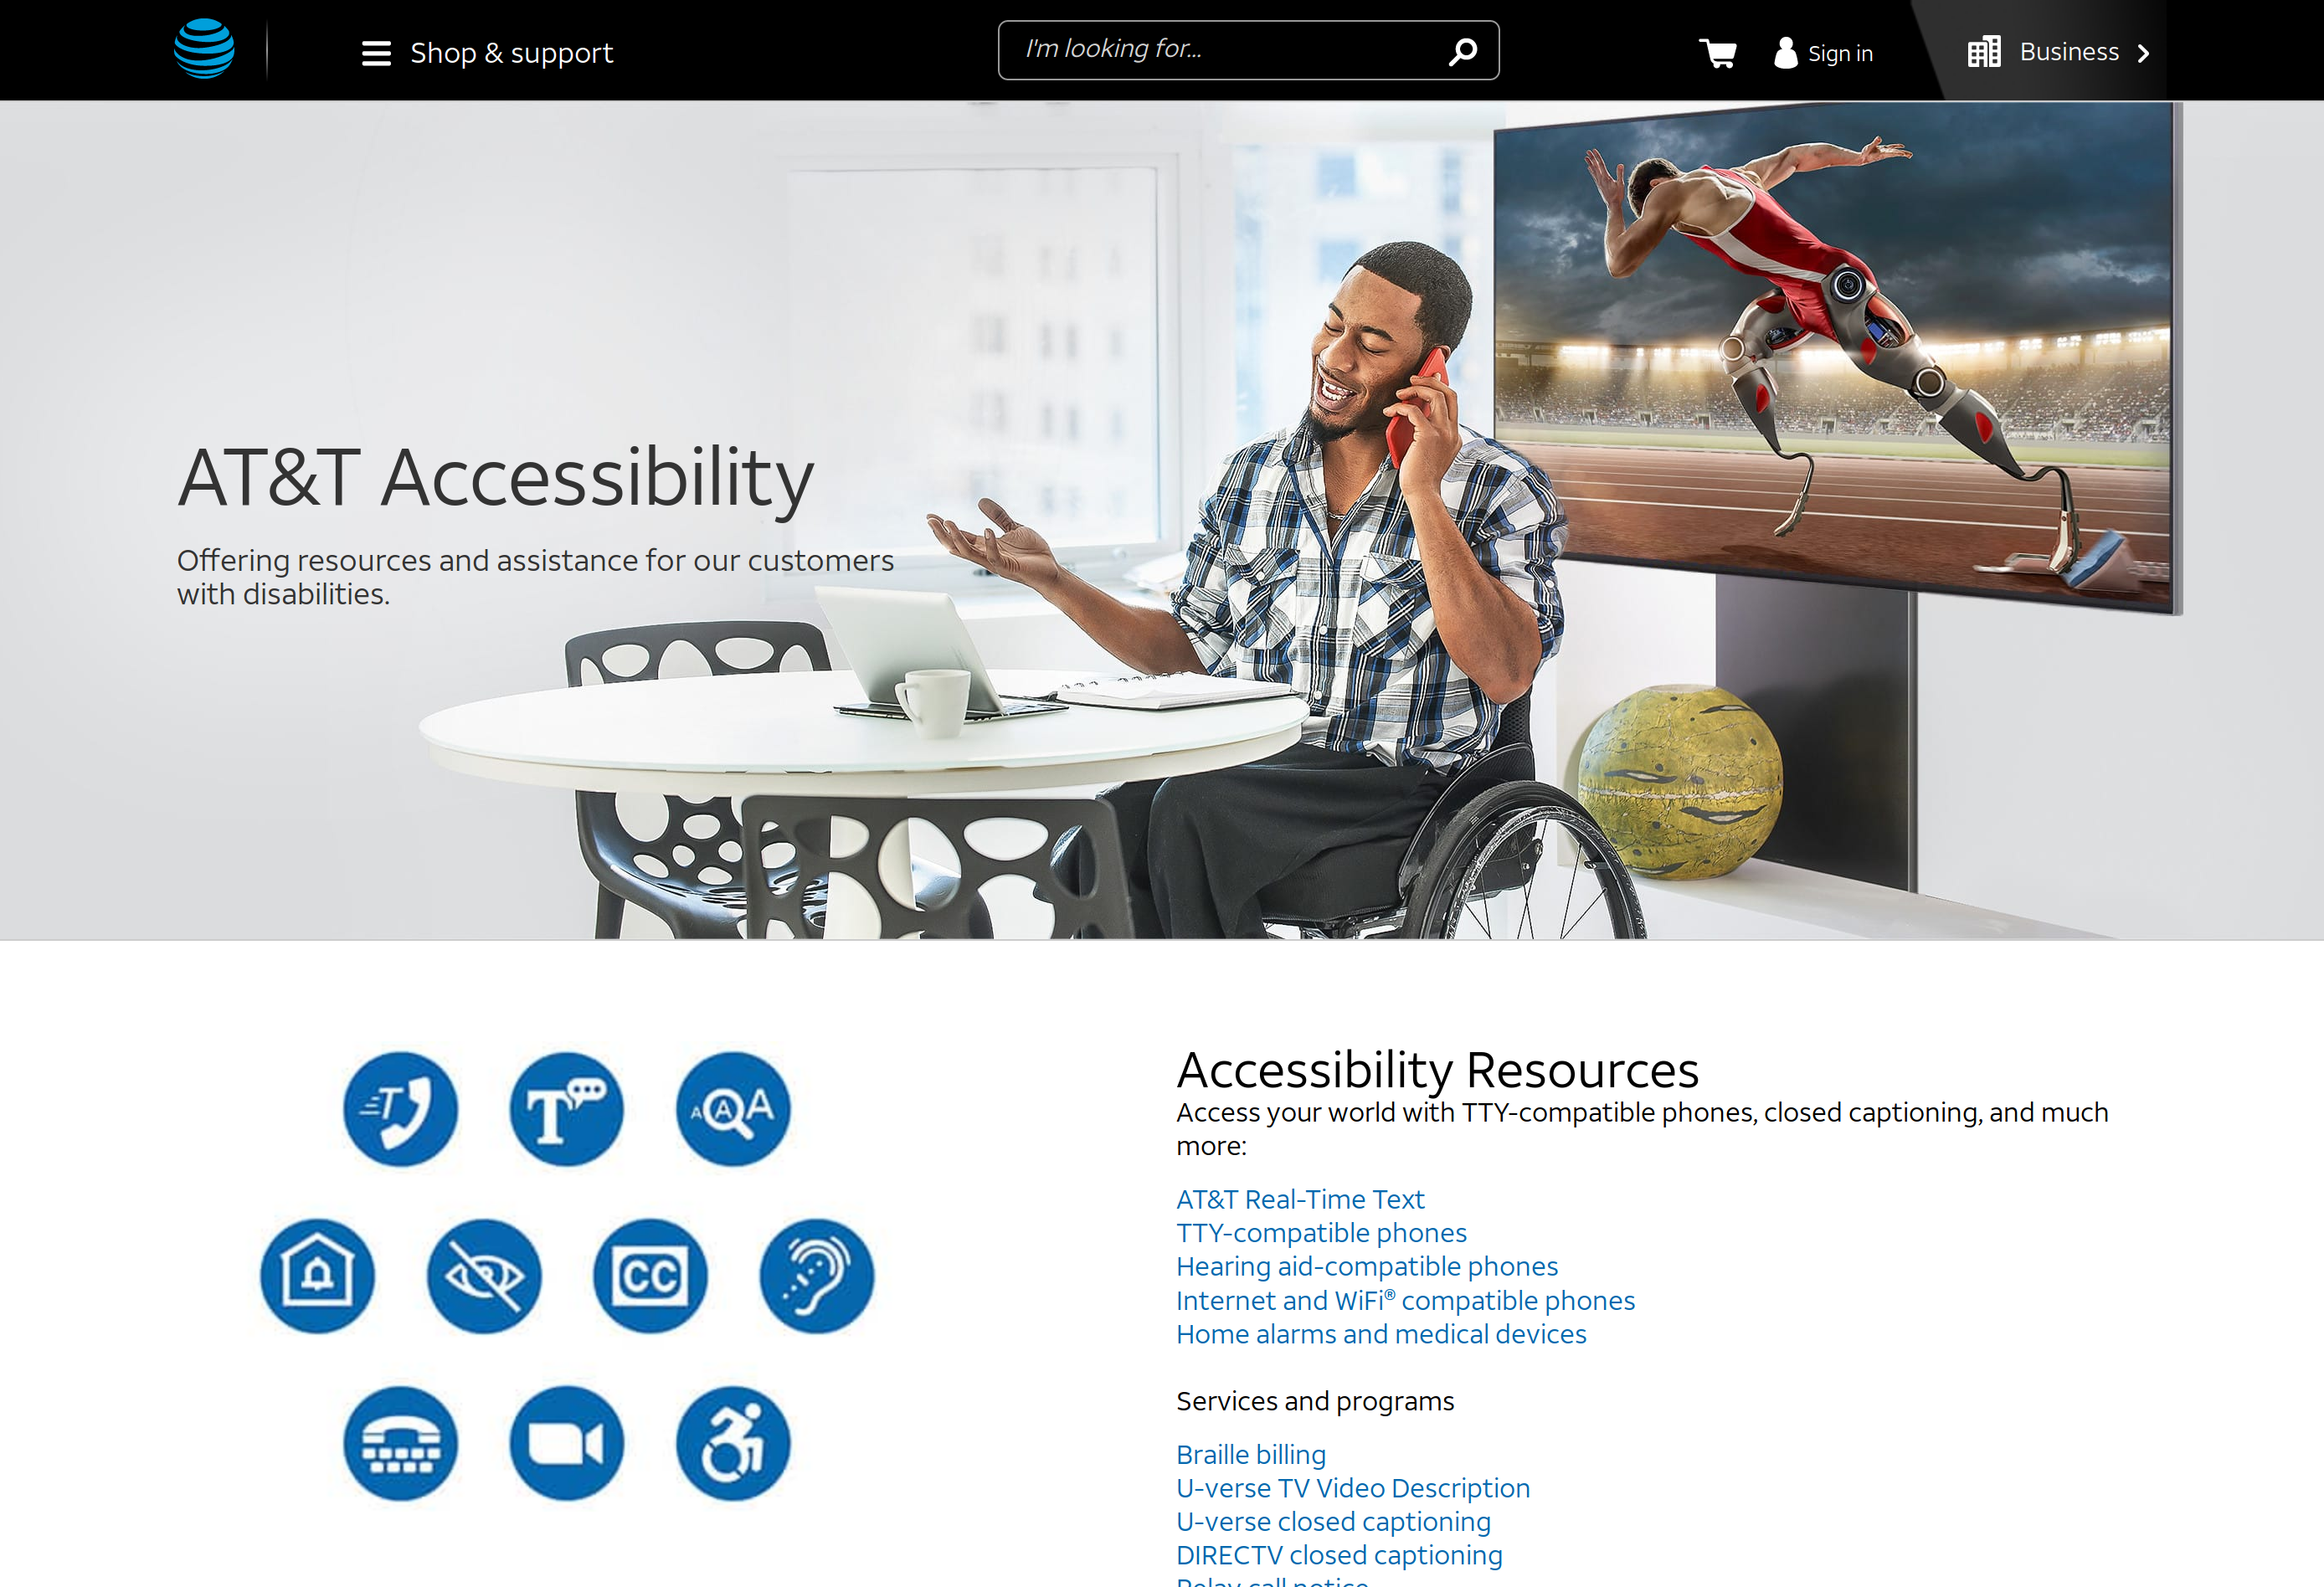 Shop & support
I'm looking for...
Sign in
Business
AT&T Accessibility
Offering resources and assistance for our customers
with disabilities.
T
T
A A A
CC
Accessibility Resources
Access your world with TTY-compatible phones, closed captioning, and much
more:
AT&T Real-Time Text
TTY-compatible phones
Hearing aid-compatible phones
Internet and WiFi® compatible phones
Home alarms and medical devices
Services and programs
Braille billing
U-verse TV Video Description
U-verse closed captioning
DIRECTV closed captioning
Relay call notice